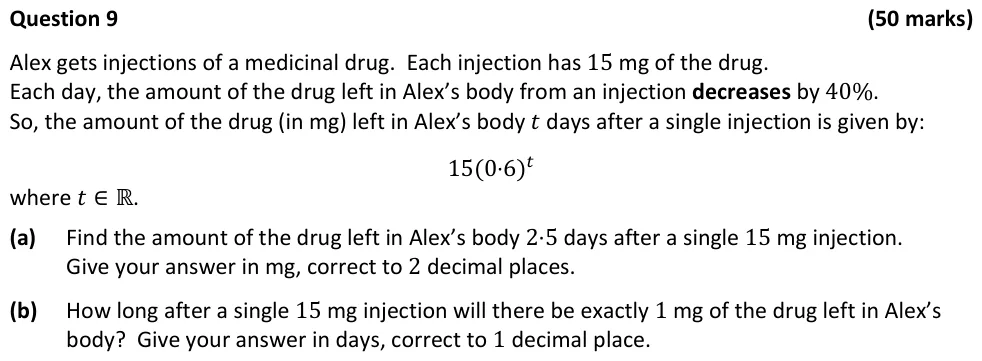 Question 9 (50 marks)
Alex gets injections of a medicinal drug. Each injection has 15 mg of the drug.
Each day, the amount of the drug left in Alex’s body from an injection decreases by 40%.
So, the amount of the drug (in mg) left in Alex’s body t days after a single injection is given by:
15(0·6)^t
where t ∈ ℝ.
(a) Find the amount of the drug left in Alex’s body 2·5 days after a single 15 mg injection.
Give your answer in mg, correct to 2 decimal places.
(b) How long after a single 15 mg injection will there be exactly 1 mg of the drug left in Alex’s
body? Give your answer in days, correct to 1 decimal place.